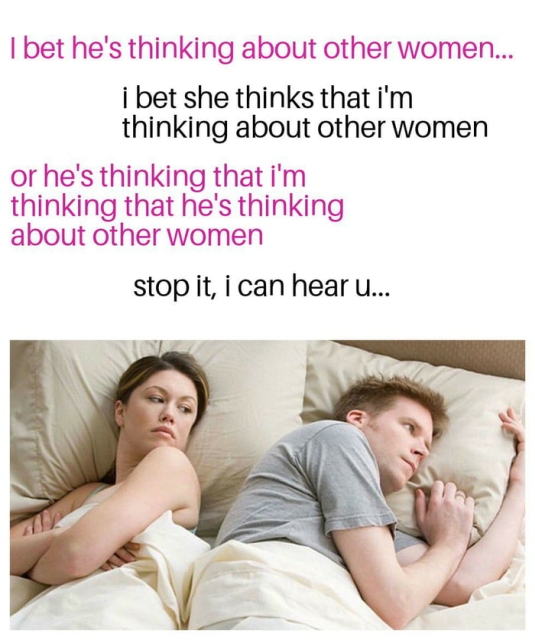 I bet he's thinking about other women...
i bet she thinks that i'm
thinking about other women
or he's thinking that i'm
thinking that he's thinking
about other women
stop it, i can hear u...